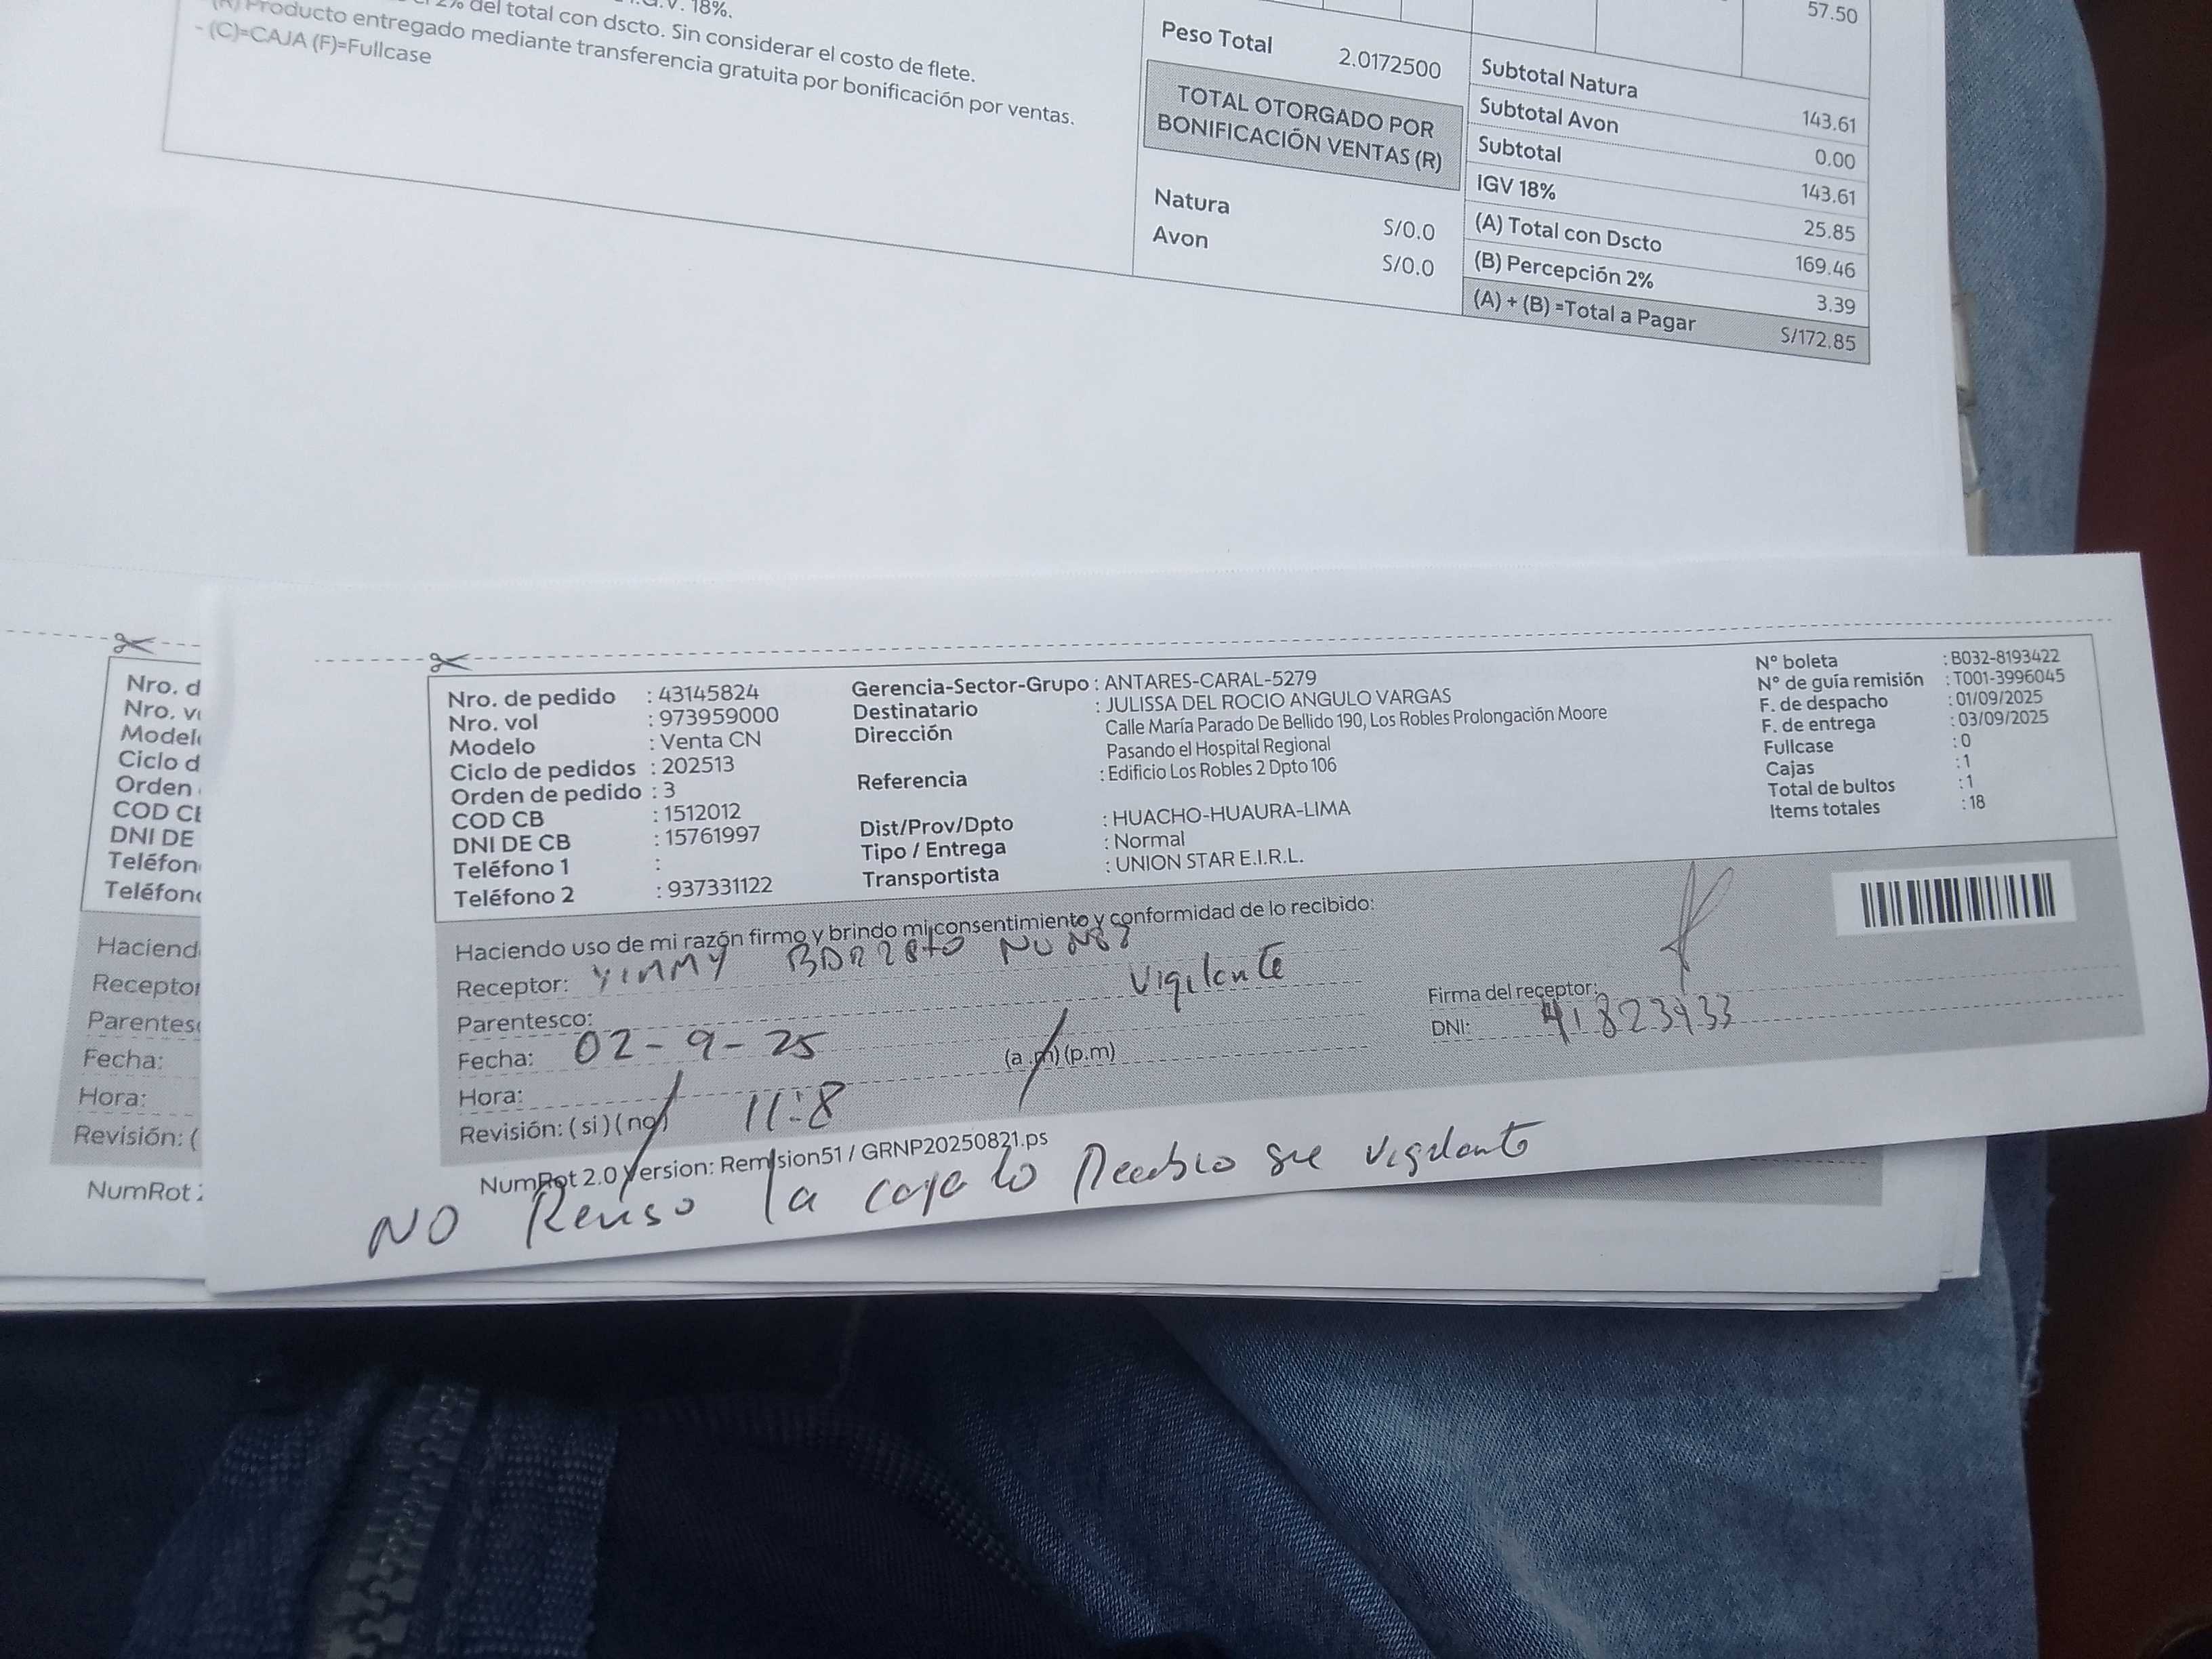 2% del total con dscto. Sin considerar el costo de flete.
I.G.V. 18%.
(R) Producto entregado mediante transferencia gratuita por bonificación por ventas.
- (C)=CAJA (F)=Fullcase
57.50
Peso Total 2.0172500
TOTAL OTORGADO POR
BONIFICACIÓN VENTAS (R)
Natura S/0.0
Avon S/0.0
Subtotal Natura 143.61
Subtotal Avon 0.00
Subtotal 143.61
IGV 18% 25.85
(A) Total con Dscto 169.46
(B) Percepción 2% 3.39
(A) + (B) =Total a Pagar S/172.85
Nro. d
Nro. v
Model
Ciclo d
Orden
COD CB
DNI DE
Teléfon
Teléfono
Haciend
Receptor
Parentes
Fecha:
Hora:
Revisión: (
NumRot 2
Nro. de pedido : 43145824
Nro. vol : 973959000
Modelo : Venta CN
Ciclo de pedidos : 202513
Orden de pedido : 3
COD CB : 1512012
DNI DE CB : 15761997
Teléfono 1 :
Teléfono 2 : 937331122
Gerencia-Sector-Grupo : ANTARES-CARAL-5279
Destinatario : JULISSA DEL ROCIO ANGULO VARGAS
Dirección Calle María Parado De Bellido 190, Los Robles Prolongación Moore
Pasando el Hospital Regional
Referencia : Edificio Los Robles 2 Dpto 106
Dist/Prov/Dpto : HUACHO-HUAURA-LIMA
Tipo / Entrega : Normal
Transportista : UNION STAR E.I.R.L.
N° boleta : B032-8193422
N° de guía remisión : T001-3996045
F. de despacho : 01/09/2025
F. de entrega : 03/09/2025
Fullcase : 0
Cajas : 1
Total de bultos : 1
Items totales : 18
Haciendo uso de mi razón firmo y brindo mi consentimiento y conformidad de lo recibido:
Receptor: YIMMY
Parentesco: Vigilante
Fecha: 02-9-25 (a.m) (p.m)
Hora: 11:8
Revisión: (si) (no)
Firma del receptor:
DNI: 41823933
NumRot 2.0 Version: Remision51 / GRNP20250821.ps
NO Reviso la caja lo Recibio su vigilante